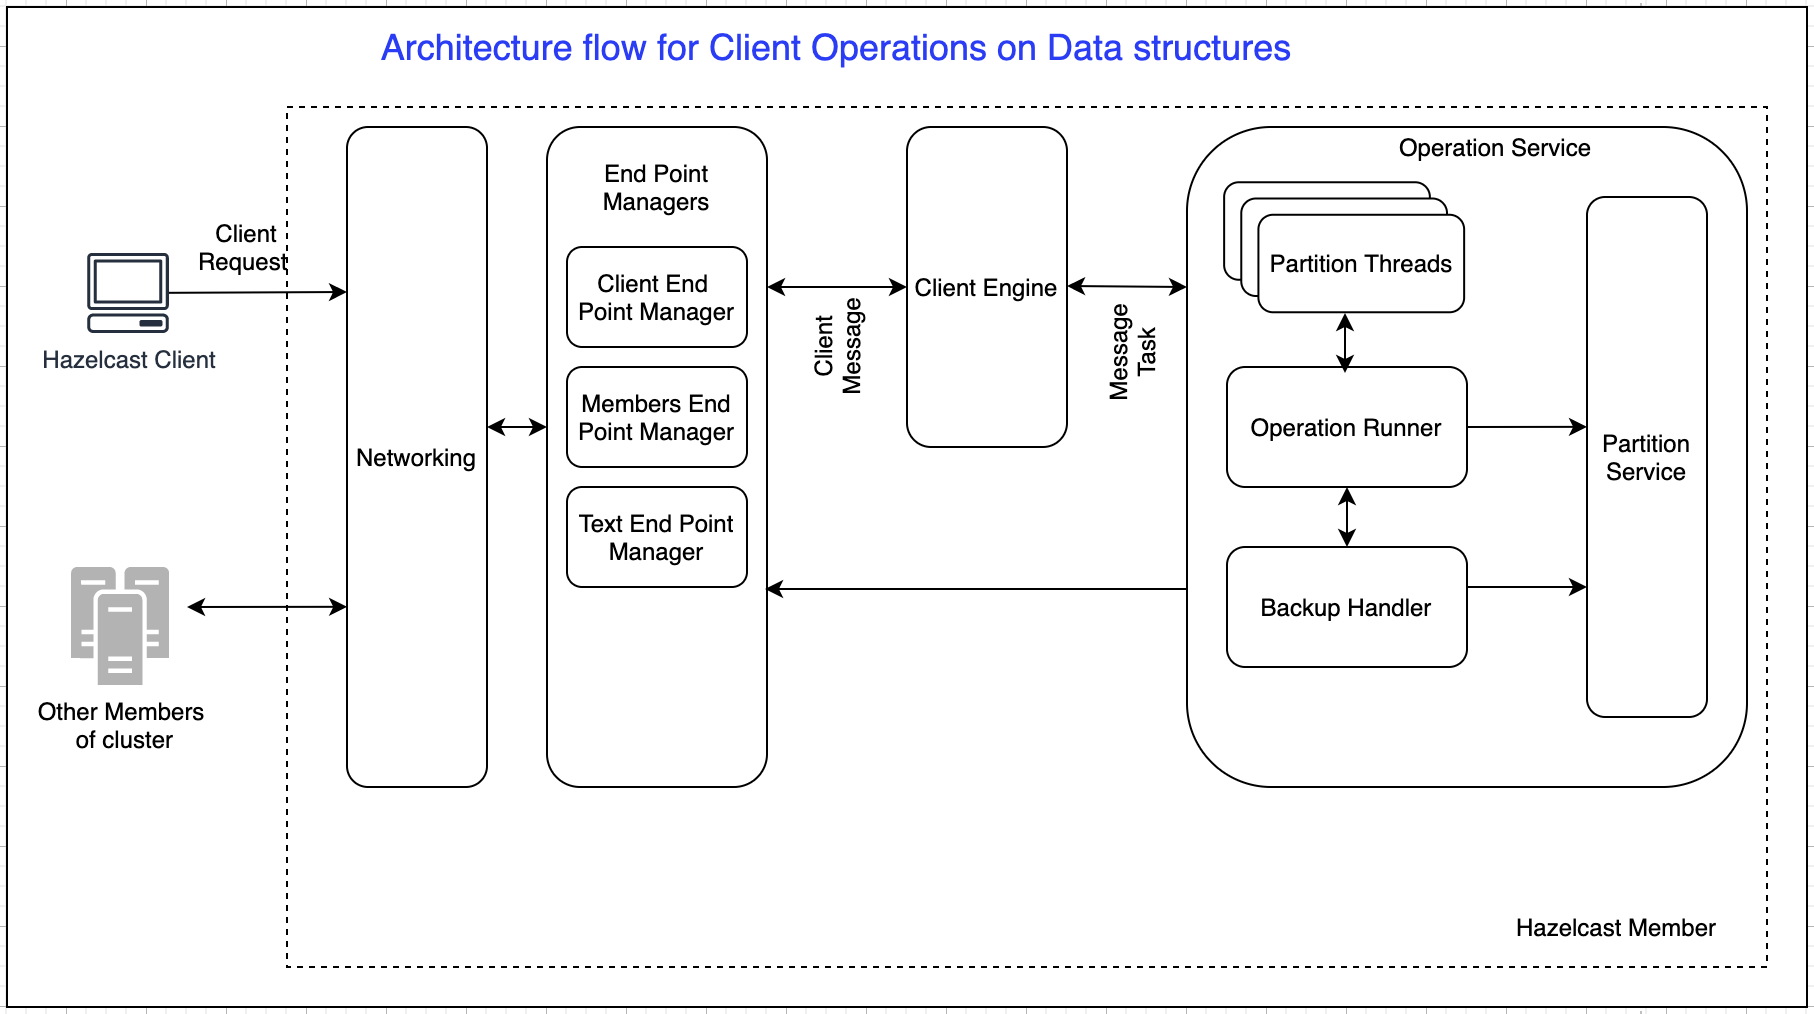 Architecture flow for Client Operations on Data structures
Client
Request
Hazelcast Client
Other Members
of cluster
Networking
End Point
Managers
Client End
Point Manager
Members End
Point Manager
Text End Point
Manager
Client
Message
Client Engine
Message
Task
Operation Service
Partition Threads
Operation Runner
Backup Handler
Partition
Service
Hazelcast Member